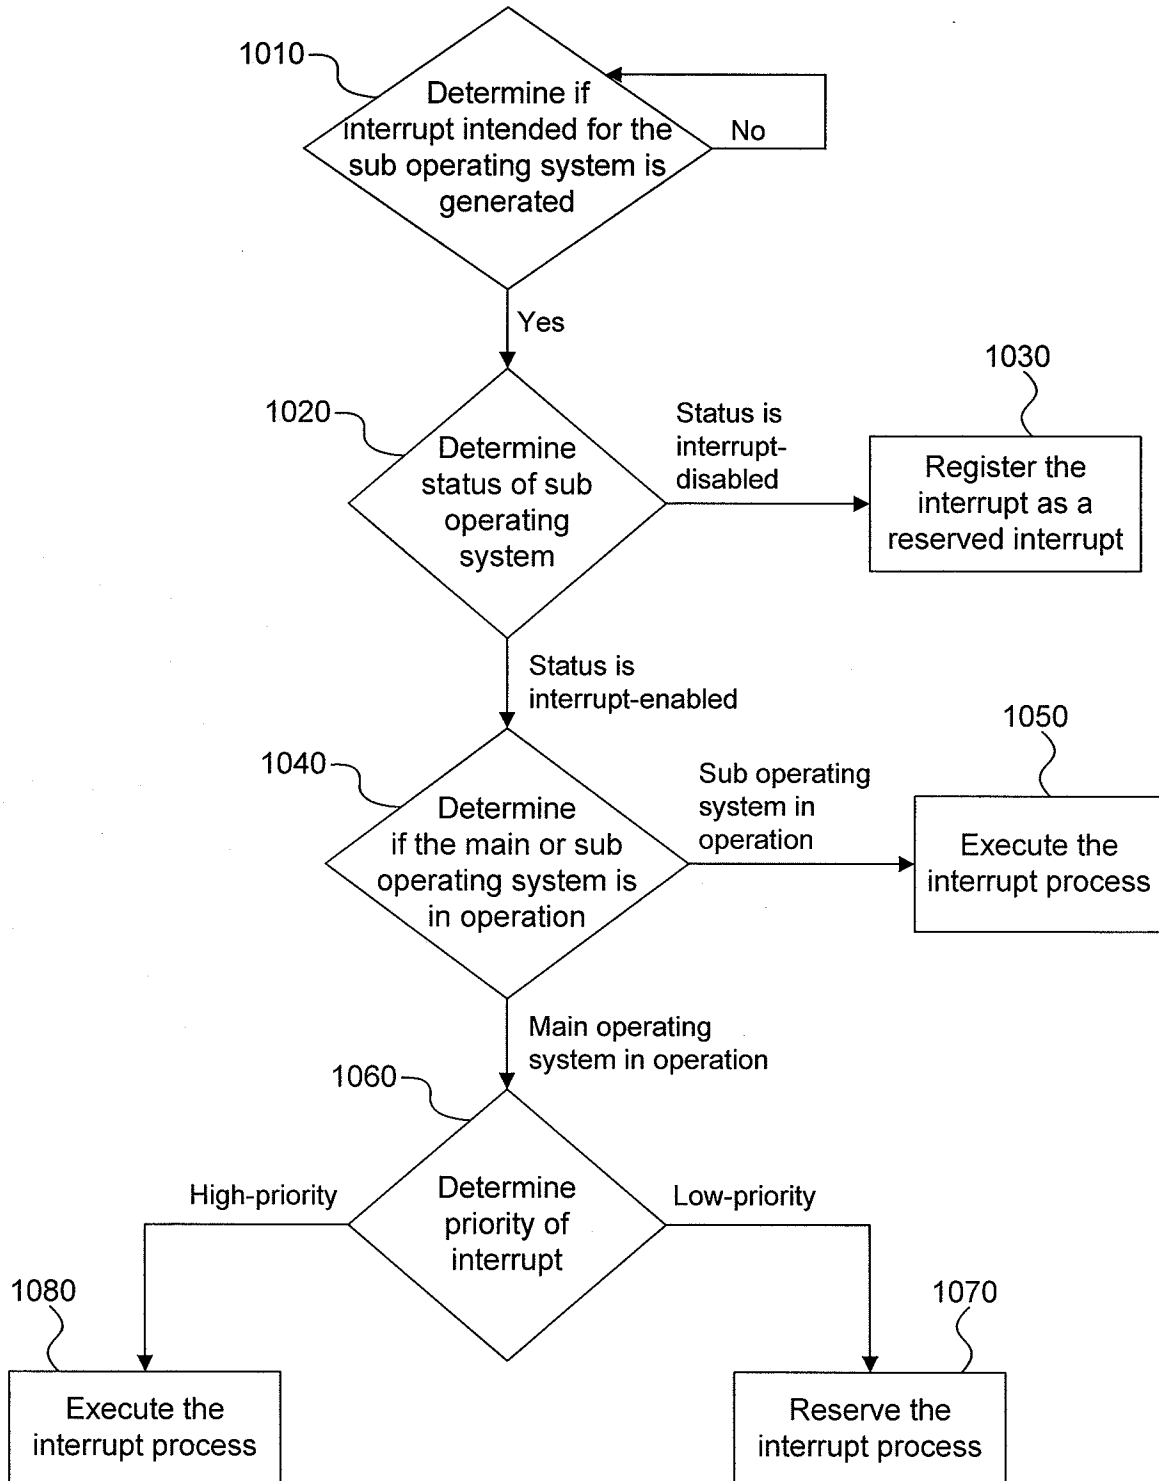 1010
Determine if
interrupt intended for the
sub operating system is
generated
No
Yes
1020
Determine
status of sub
operating
system
Status is
interrupt-
disabled
1030
Register the
interrupt as a
reserved interrupt
Status is
interrupt-enabled
1040
Determine
if the main or sub
operating system is
in operation
Sub operating
system in
operation
1050
Execute the
interrupt process
Main operating
system in operation
1060
Determine
priority of
interrupt
High-priority
Low-priority
1080
Execute the
interrupt process
1070
Reserve the
interrupt process